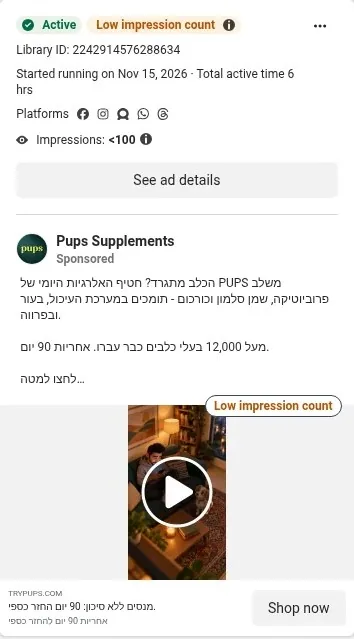 Active Low impression count
Library ID: 2242914576288634
Started running on Nov 15, 2026 · Total active time 6
hrs
Platforms
Impressions: <100
See ad details
pups
Pups Supplements
Sponsored
הכלב מתגרד? חטיף האלרגיות היומי של PUPS משלב
פרוביוטיקה, שמן סלמון וכורכום - תומכים במערכת העיכול, בעור
ובפרווה.
מעל 12,000 בעלי כלבים כבר עברו. אחריות 90 יום.
לחצו למטה...
Low impression count
TRYPUPS.COM
מנסים ללא סיכון: 90 יום החזר כספי.
אחריות 90 יום להחזר כספי
Shop now